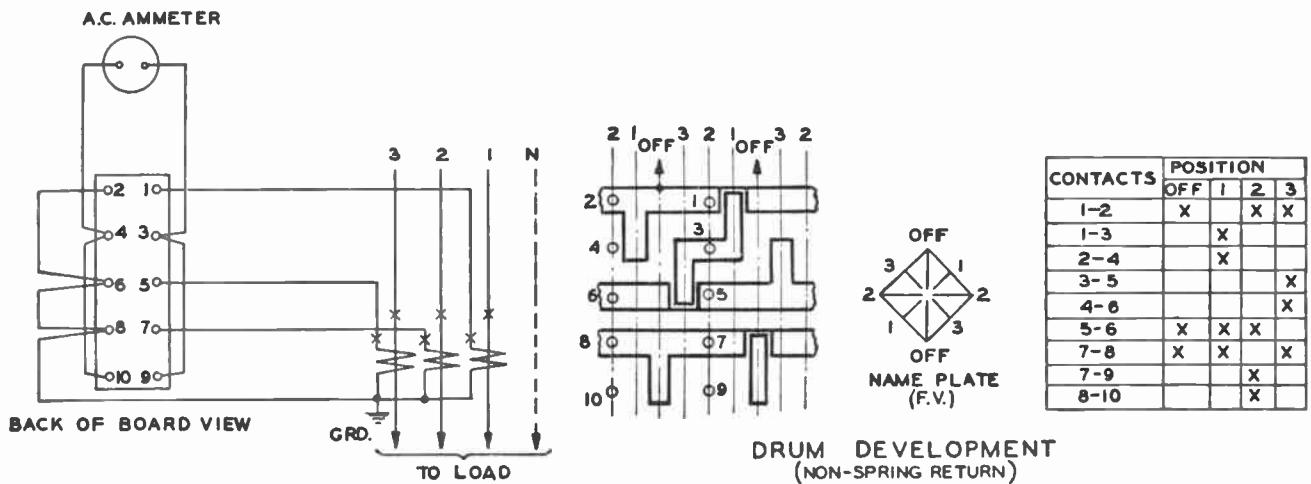 A.C. AMMETER
2 1
4 3
6 5
8 7
10 9
BACK OF BOARD VIEW
3 2 1 N
GRD.
TO LOAD
2 1 OFF 3 2 1 OFF 3 2
2 1
4 3
6 5
8 7
10 9
DRUM DEVELOPMENT
(NON-SPRING RETURN)
OFF
3 1
2 2
1 3
OFF
NAME PLATE
(F.V.)
CONTACTS POSITION
OFF 1 2 3
1-2 X X X
1-3 X
2-4 X
3-5 X
4-6 X
5-6 X X X
7-8 X X X
7-9 X
8-10 X